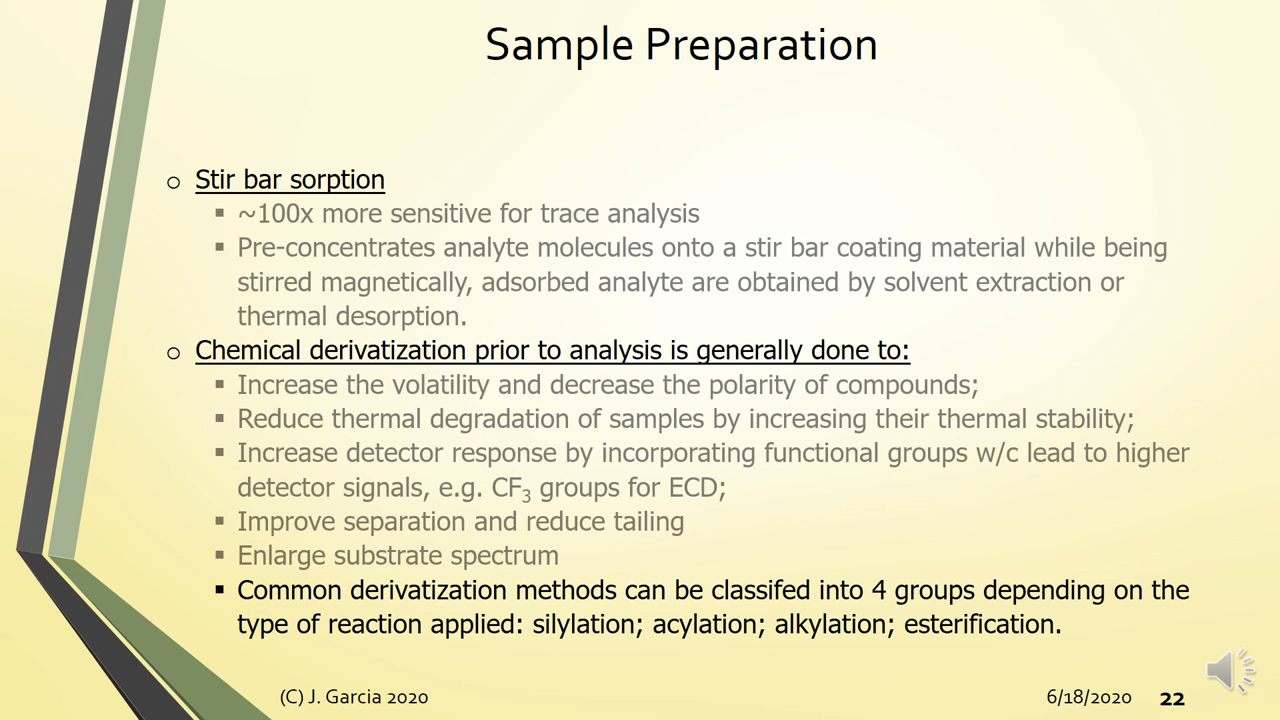 Sample Preparation
Stir bar sorption
~100x more sensitive for trace analysis
Pre-concentrates analyte molecules onto a stir bar coating material while being
stirred magnetically, adsorbed analyte are obtained by solvent extraction or
thermal desorption.
Chemical derivatization prior to analysis is generally done to:
Increase the volatility and decrease the polarity of compounds;
Reduce thermal degradation of samples by increasing their thermal stability;
Increase detector response by incorporating functional groups w/c lead to higher
detector signals, e.g. CF₃ groups for ECD;
Improve separation and reduce tailing
Enlarge substrate spectrum
Common derivatization methods can be classifed into 4 groups depending on the
type of reaction applied: silylation; acylation; alkylation; esterification.
(C) J. Garcia 2020 6/18/2020 22